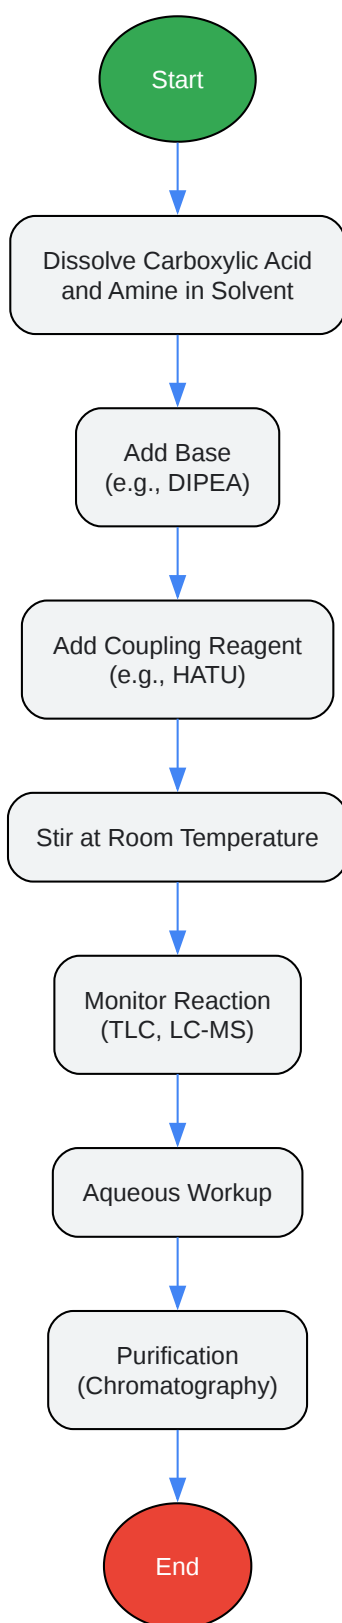 Start
Dissolve Carboxylic Acid
and Amine in Solvent
Add Base
(e.g., DIPEA)
Add Coupling Reagent
(e.g., HATU)
Stir at Room Temperature
Monitor Reaction
(TLC, LC-MS)
Aqueous Workup
Purification
(Chromatography)
End